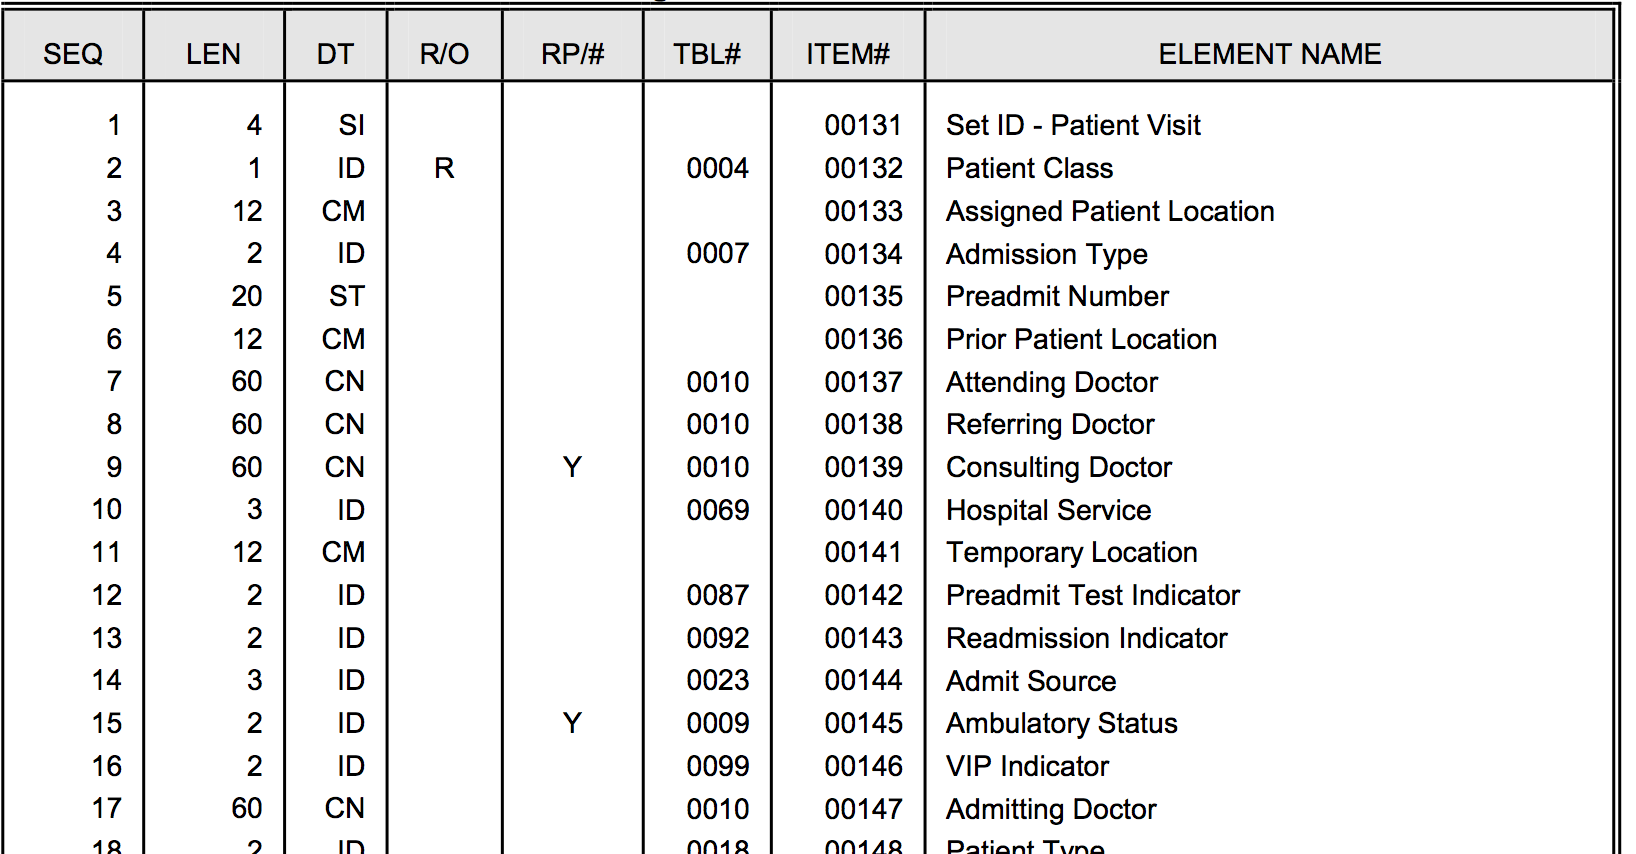 SEQ LEN DT R/O RP/# TBL# ITEM# ELEMENT NAME
1 4 SI 00131 Set ID - Patient Visit
2 1 ID R 0004 00132 Patient Class
3 12 CM 00133 Assigned Patient Location
4 2 ID 0007 00134 Admission Type
5 20 ST 00135 Preadmit Number
6 12 CM 00136 Prior Patient Location
7 60 CN 0010 00137 Attending Doctor
8 60 CN 0010 00138 Referring Doctor
9 60 CN Y 0010 00139 Consulting Doctor
10 3 ID 0069 00140 Hospital Service
11 12 CM 00141 Temporary Location
12 2 ID 0087 00142 Preadmit Test Indicator
13 2 ID 0092 00143 Readmission Indicator
14 3 ID 0023 00144 Admit Source
15 2 ID Y 0009 00145 Ambulatory Status
16 2 ID 0099 00146 VIP Indicator
17 60 CN 0010 00147 Admitting Doctor
18 2 ID 0018 00148 Patient Type